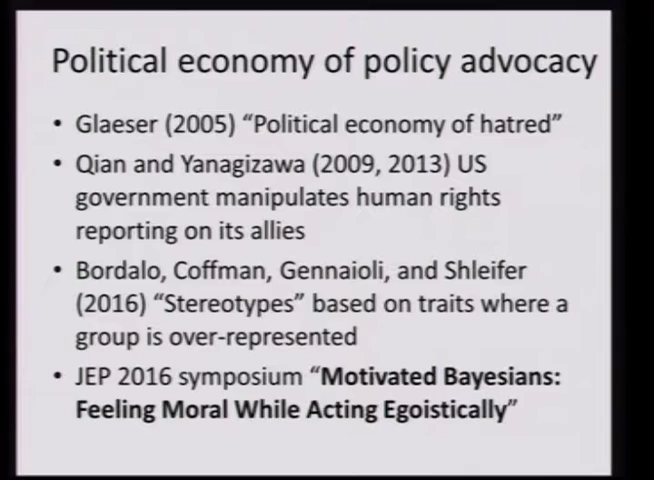 Political economy of policy advocacy
• Glaeser (2005) “Political economy of hatred”
• Qian and Yanagizawa (2009, 2013) US
government manipulates human rights
reporting on its allies
• Bordalo, Coffman, Gennaioli, and Shleifer
(2016) “Stereotypes” based on traits where a
group is over-represented
• JEP 2016 symposium “Motivated Bayesians:
Feeling Moral While Acting Egoistically”